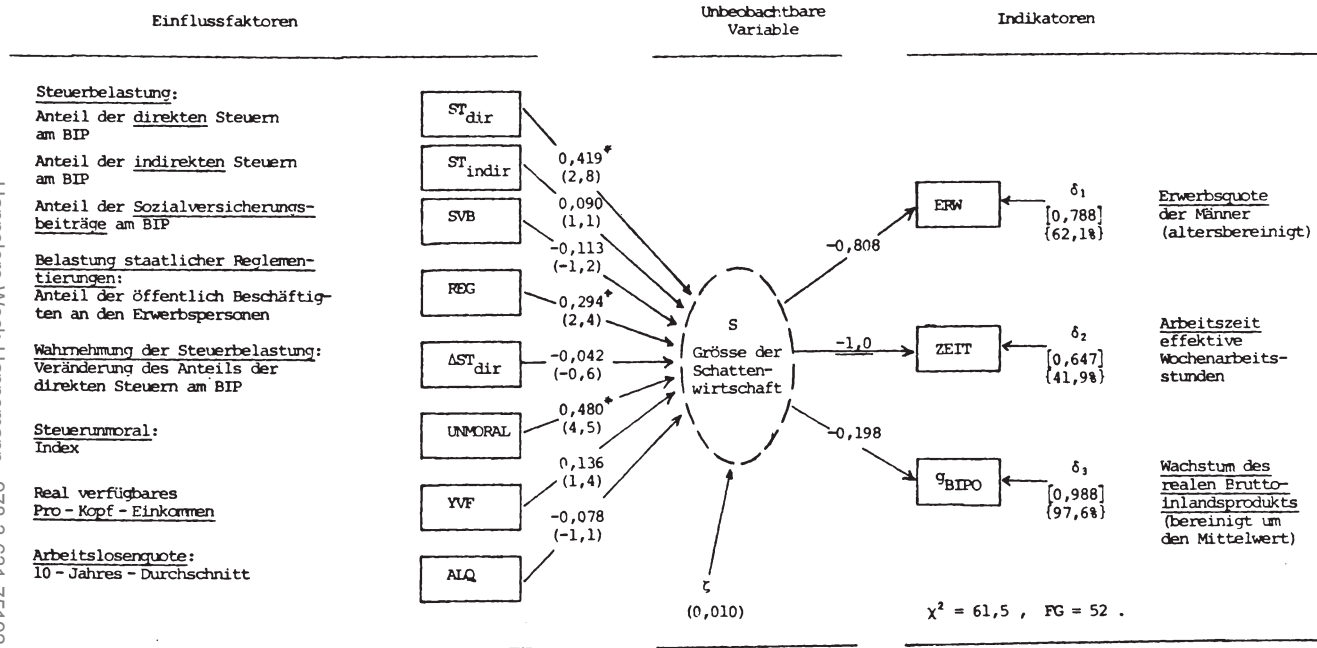 Einflussfaktoren
Unbeobachtbare
Variable
Indikatoren
Steuerbelastung:
Anteil der direkten Steuern
am BIP
Anteil der indirekten Steuern
am BIP
Anteil der Sozialversicherungs-
beiträge am BIP
Belastung staatlicher Reglemen-
tierungen:
Anteil der öffentlich Beschäftig-
ten an den Erwerbspersonen
Wahrnehmung der Steuerbelastung:
Veränderung des Anteils der
direkten Steuern am BIP
Steuerunmoral:
Index
Real verfügbares
Pro-Kopf-Einkommen
Arbeitslosenquote:
10-Jahres-Durchschnitt
ST dir
ST indir
SVB
REG
ΔST dir
UNMORAL
YVF
ALQ
0,419*
(2,8)
0,090
(1,1)
-0,113
(-1,2)
0,294*
(2,4)
-0,042
(-0,6)
0,480*
(4,5)
0,136
(1,4)
-0,078
(-1,1)
S
Grösse der
Schatten-
wirtschaft
ζ
(0,010)
-0,808
-1,0
-0,198
ERW
ZEIT
g BIPO
δ₁
[0,788]
{62,1%}
δ₂
[0,647]
{41,9%}
δ₃
[0,988]
{97,6%}
Erwerbsquote
der Männer
(altersbereinigt)
Arbeitszeit
effektive
Wochenarbeits-
stunden
Wachstum des
realen Brutto-
inlandsprodukts
(bereinigt um
den Mittelwert)
χ² = 61,5 , FG = 52 .